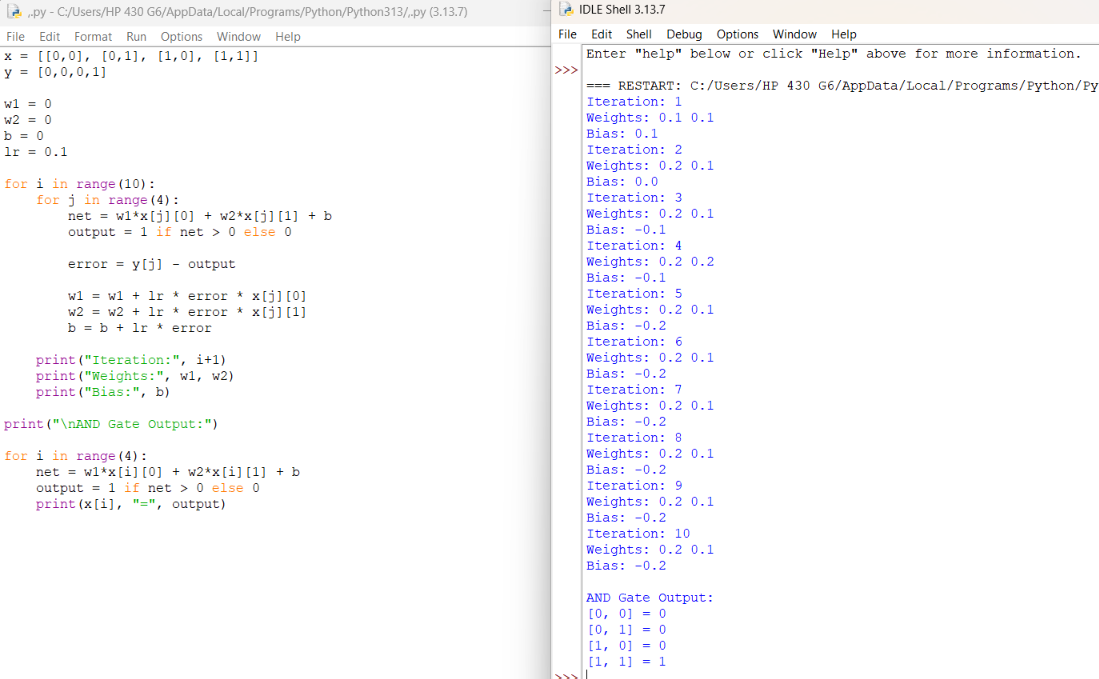 ,.py - C:/Users/HP 430 G6/AppData/Local/Programs/Python/Python313/,.py (3.13.7)
File Edit Format Run Options Window Help
x = [[0,0], [0,1], [1,0], [1,1]]
y = [0,0,0,1]
w1 = 0
w2 = 0
b = 0
lr = 0.1
for i in range(10):
    for j in range(4):
        net = w1*x[j][0] + w2*x[j][1] + b
        output = 1 if net > 0 else 0
        error = y[j] - output
        w1 = w1 + lr * error * x[j][0]
        w2 = w2 + lr * error * x[j][1]
        b = b + lr * error
    print("Iteration:", i+1)
    print("Weights:", w1, w2)
    print("Bias:", b)
print("\nAND Gate Output:")
for i in range(4):
    net = w1*x[i][0] + w2*x[i][1] + b
    output = 1 if net > 0 else 0
    print(x[i], "=", output)
IDLE Shell 3.13.7
File Edit Shell Debug Options Window Help
Enter "help" below or click "Help" above for more information.
>>>
=== RESTART: C:/Users/HP 430 G6/AppData/Local/Programs/Python/Py
Iteration: 1
Weights: 0.1 0.1
Bias: 0.1
Iteration: 2
Weights: 0.2 0.1
Bias: 0.0
Iteration: 3
Weights: 0.2 0.1
Bias: -0.1
Iteration: 4
Weights: 0.2 0.2
Bias: -0.1
Iteration: 5
Weights: 0.2 0.1
Bias: -0.2
Iteration: 6
Weights: 0.2 0.1
Bias: -0.2
Iteration: 7
Weights: 0.2 0.1
Bias: -0.2
Iteration: 8
Weights: 0.2 0.1
Bias: -0.2
Iteration: 9
Weights: 0.2 0.1
Bias: -0.2
Iteration: 10
Weights: 0.2 0.1
Bias: -0.2
AND Gate Output:
[0, 0] = 0
[0, 1] = 0
[1, 0] = 0
[1, 1] = 1
>>>